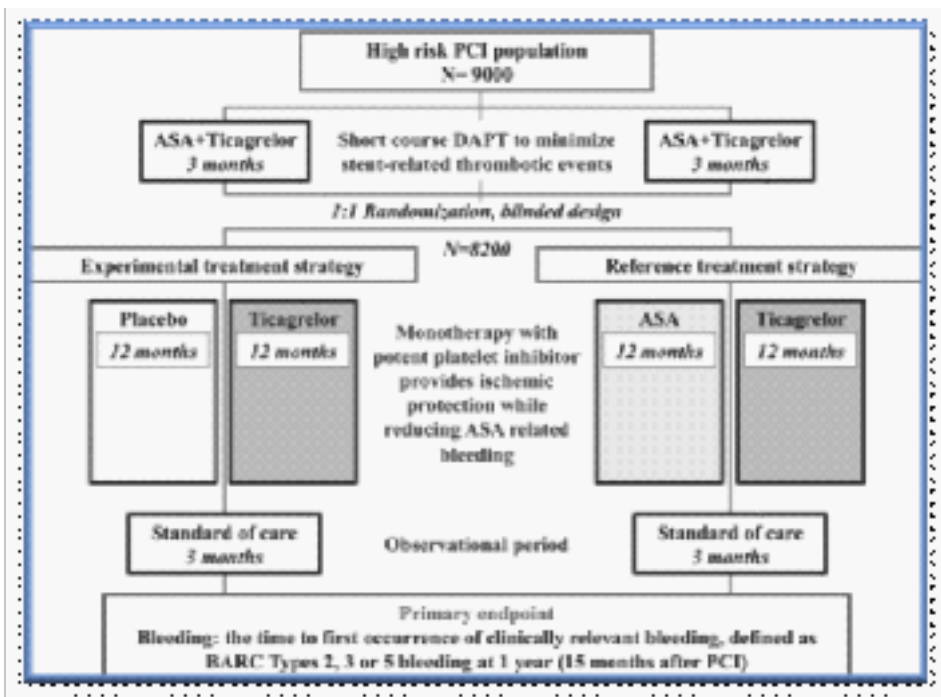 High risk PCI population
N= 9000
ASA+Ticagrelor
3 months
Short course DAPT to minimize
stent-related thrombotic events
ASA+Ticagrelor
3 months
1:1 Randomization, blinded design
N=8200
Experimental treatment strategy
Reference treatment strategy
Placebo
12 months
Ticagrelor
12 months
Monotherapy with
potent platelet inhibitor
provides ischemic
protection while
reducing ASA related
bleeding
ASA
12 months
Ticagrelor
12 months
Standard of care
3 months
Observational period
Standard of care
3 months
Primary endpoint
Bleeding: the time to first occurrence of clinically relevant bleeding, defined as
BARC Types 2, 3 or 5 bleeding at 1 year (15 months after PCI)